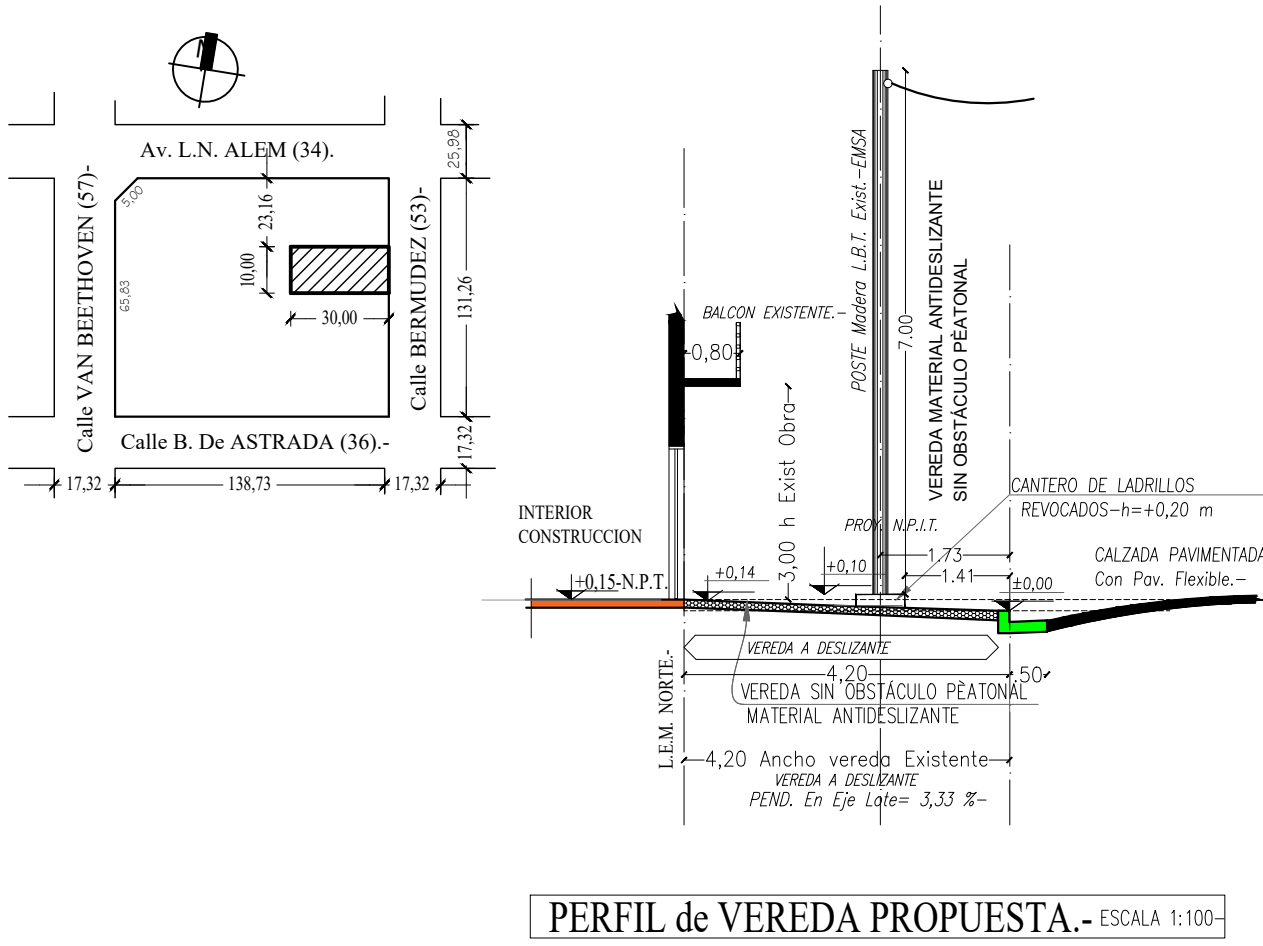 N
Av. L.N. ALEM (34).
25,98
5,00
23,16
10,00
30,00
65,83
Calle VAN BEETHOVEN (57)-
Calle BERMUDEZ (53)-
131,26
Calle B. De ASTRADA (36).-
17,32
17,32
138,73
17,32
POSTE Madera L.B.T. Exist.-EMSA
7.00
VEREDA MATERIAL ANTIDESLIZANTE
SIN OBSTÁCULO PÈATONAL
BALCON EXISTENTE.-
0,80
3,00 h Exist Obra
INTERIOR
CONSTRUCCION
CANTERO DE LADRILLOS
REVOCADOS-h=+0,20 m
PROY. N.P.I.T.
1.73
1.41
CALZADA PAVIMENTADA
Con Pav. Flexible.-
+0,15-N.P.T.
+0,14
+0,10
±0,00
VEREDA A DESLIZANTE
4,20
.50
VEREDA SIN OBSTÁCULO PÈATONAL
MATERIAL ANTIDESLIZANTE
L.E.M. NORTE.-
4,20 Ancho vereda Existente
VEREDA A DESLIZANTE
PEND. En Eje Lote= 3,33 %-
PERFIL de VEREDA PROPUESTA.- ESCALA 1:100-